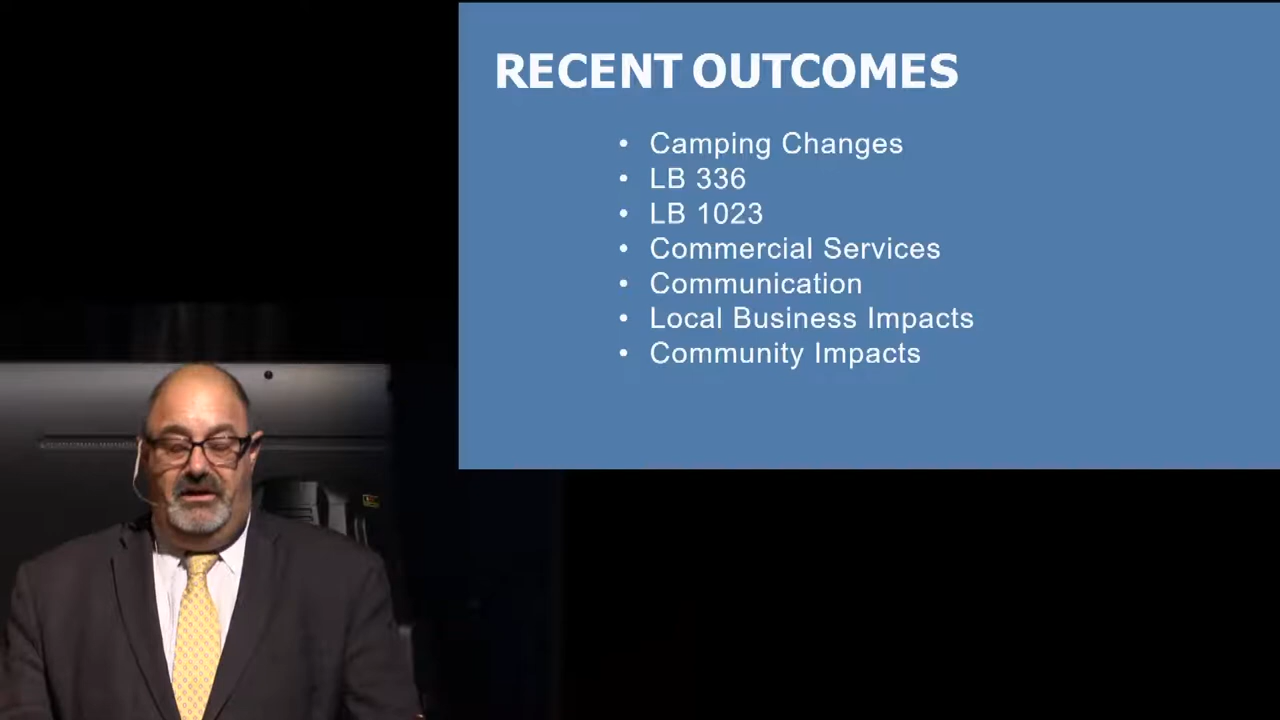 RECENT OUTCOMES
• Camping Changes
• LB 336
• LB 1023
• Commercial Services
• Communication
• Local Business Impacts
• Community Impacts